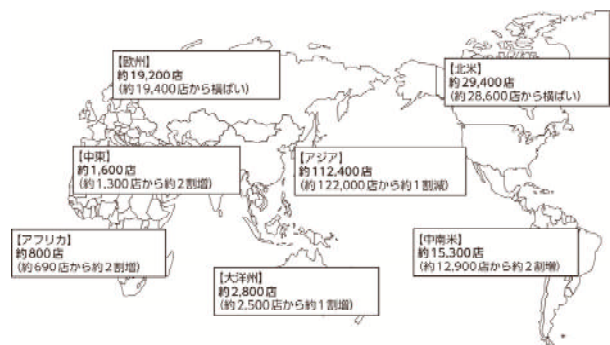 【欧州】
約19,200店
(約19,400店から横ばい)
【北米】
約29,400店
(約28,600店から横ばい)
【中東】
約1,600店
(約1,300店から約2割増)
【アジア】
約112,400店
(約122,000店から約1割減)
【アフリカ】
約800店
(約690店から約2割増)
【大洋州】
約2,800店
(約2,500店から約1割増)
【中南米】
約15,300店
(約12,900店から約2割増)